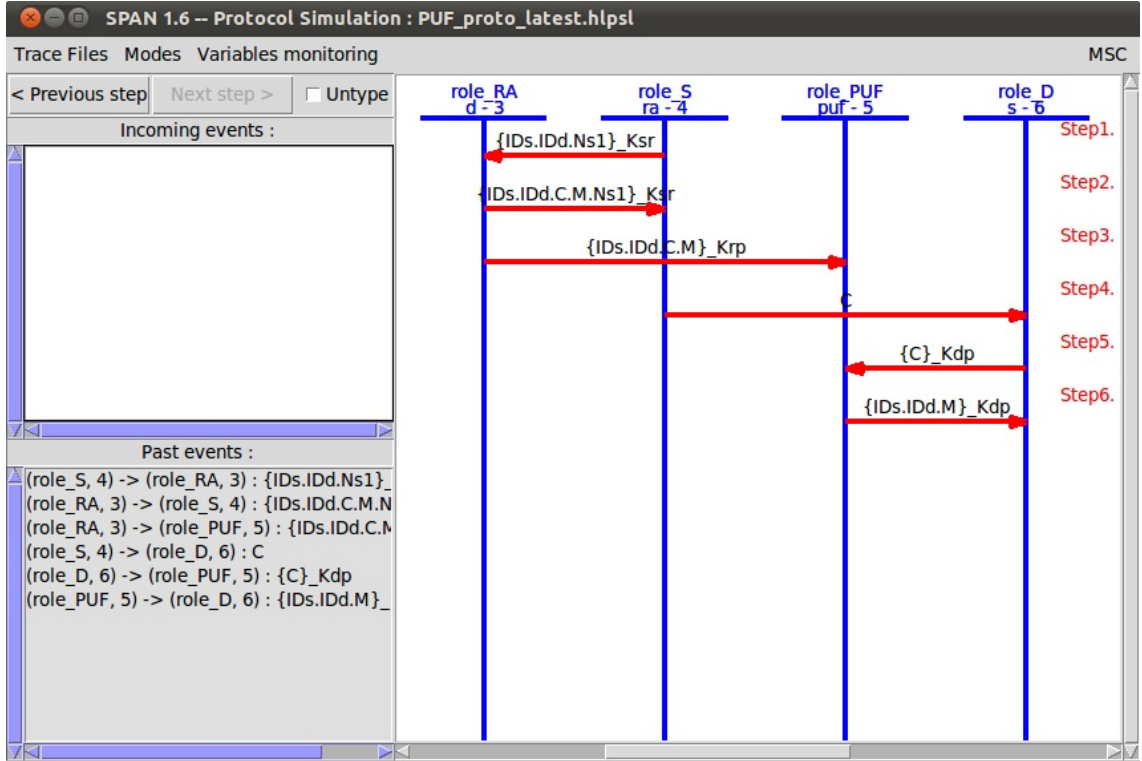 SPAN 1.6 -- Protocol Simulation : PUF_proto_latest.hlpsl
Trace Files Modes Variables monitoring MSC
< Previous step Next step > Untype
Incoming events :
Past events :
(role_S, 4) -> (role_RA, 3) : {IDs.IDd.Ns1}_
(role_RA, 3) -> (role_S, 4) : {IDs.IDd.C.M.N
(role_RA, 3) -> (role_PUF, 5) : {IDs.IDd.C.M
(role_S, 4) -> (role_D, 6) : C
(role_D, 6) -> (role_PUF, 5) : {C}_Kdp
(role_PUF, 5) -> (role_D, 6) : {IDs.IDd.M}_
role_RA role_S role_PUF role_D
d - 3 ra - 4 puf - 5 s - 6
Step1.
{IDs.IDd.Ns1}_Ksr
Step2.
{IDs.IDd.C.M.Ns1}_Ksr
Step3.
{IDs.IDd.C.M}_Krp
Step4.
C
Step5.
{C}_Kdp
Step6.
{IDs.IDd.M}_Kdp